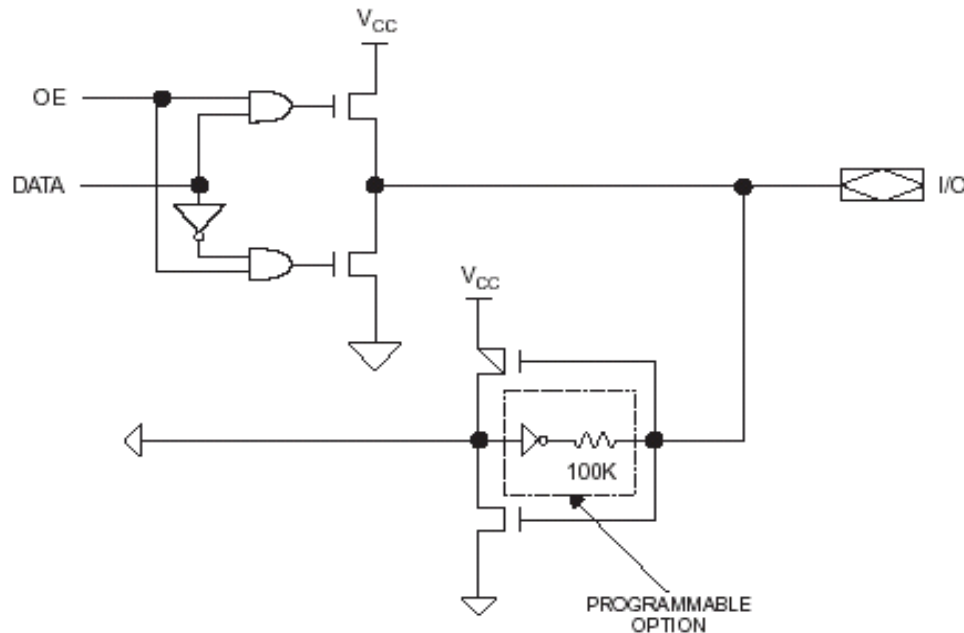 VCC
OE
DATA
I/O
VCC
100K
PROGRAMMABLE
OPTION